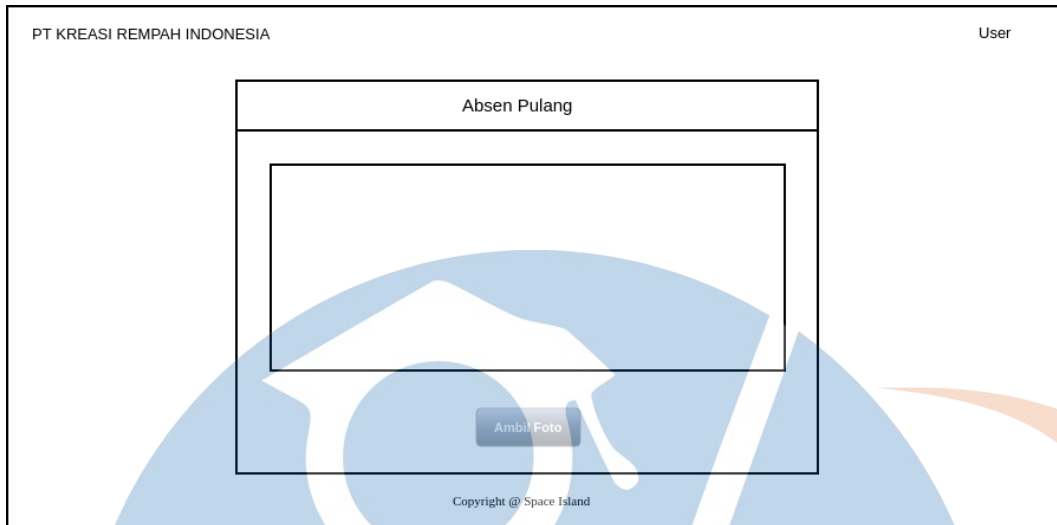 PT KREASI REMPAH INDONESIA
User
Absen Pulang
Ambil Foto
Copyright @ Space Island